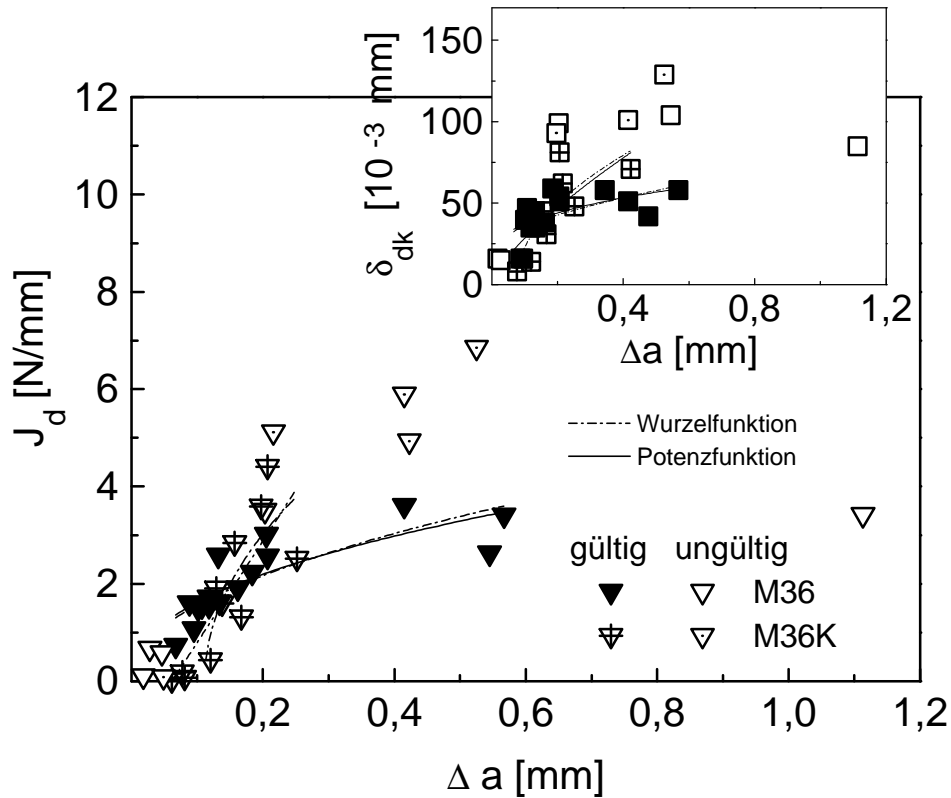 150
100
50
0
δdk [10 -3 mm]
0,4
0,8
1,2
Δa [mm]
12
10
8
6
4
2
0
Jd [N/mm]
Wurzelfunktion
Potenzfunktion
gültig ungültig
M36
M36K
0,2
0,4
0,6
0,8
1,0
1,2
Δ a [mm]